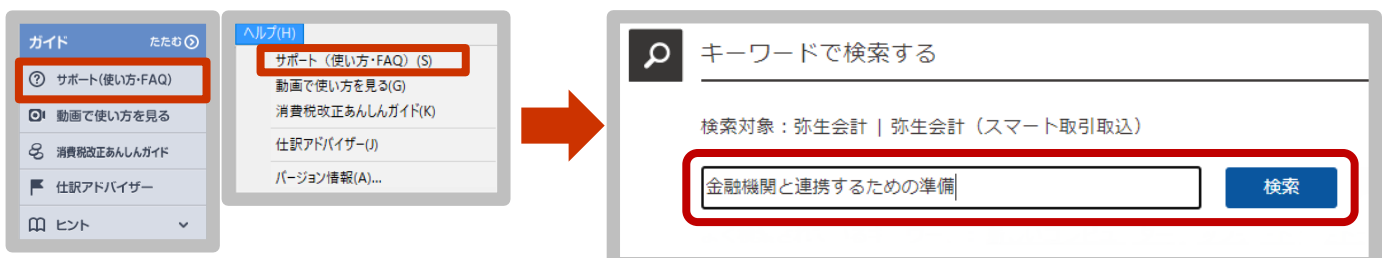 ガイド たたむ
サポート(使い方・FAQ)
動画で使い方を見る
消費税改正あんしんガイド
仕訳アドバイザー
ヒント
ヘルプ(H)
サポート（使い方・FAQ）(S)
動画で使い方を見る(G)
消費税改正あんしんガイド(K)
仕訳アドバイザー(J)
バージョン情報(A)...
キーワードで検索する
検索対象：弥生会計 | 弥生会計（スマート取引取込）
金融機関と連携するための準備 検索